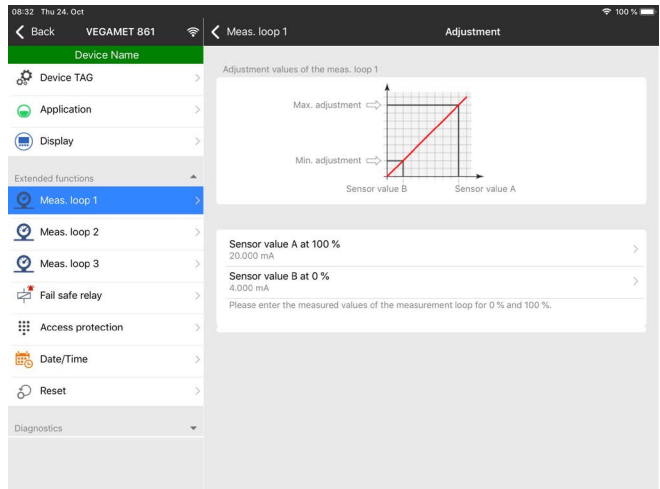 08:32 Thu 24. Oct
100 %
Back VEGAMET 861
Meas. loop 1 Adjustment
Device Name
Device TAG
Application
Display
Extended functions
Meas. loop 1
Meas. loop 2
Meas. loop 3
Fail safe relay
Access protection
Date/Time
Reset
Diagnostics
Adjustment values of the meas. loop 1
Max. adjustment
Min. adjustment
Sensor value B Sensor value A
Sensor value A at 100 %
20.000 mA
Sensor value B at 0 %
4.000 mA
Please enter the measured values of the measurement loop for 0 % and 100 %.